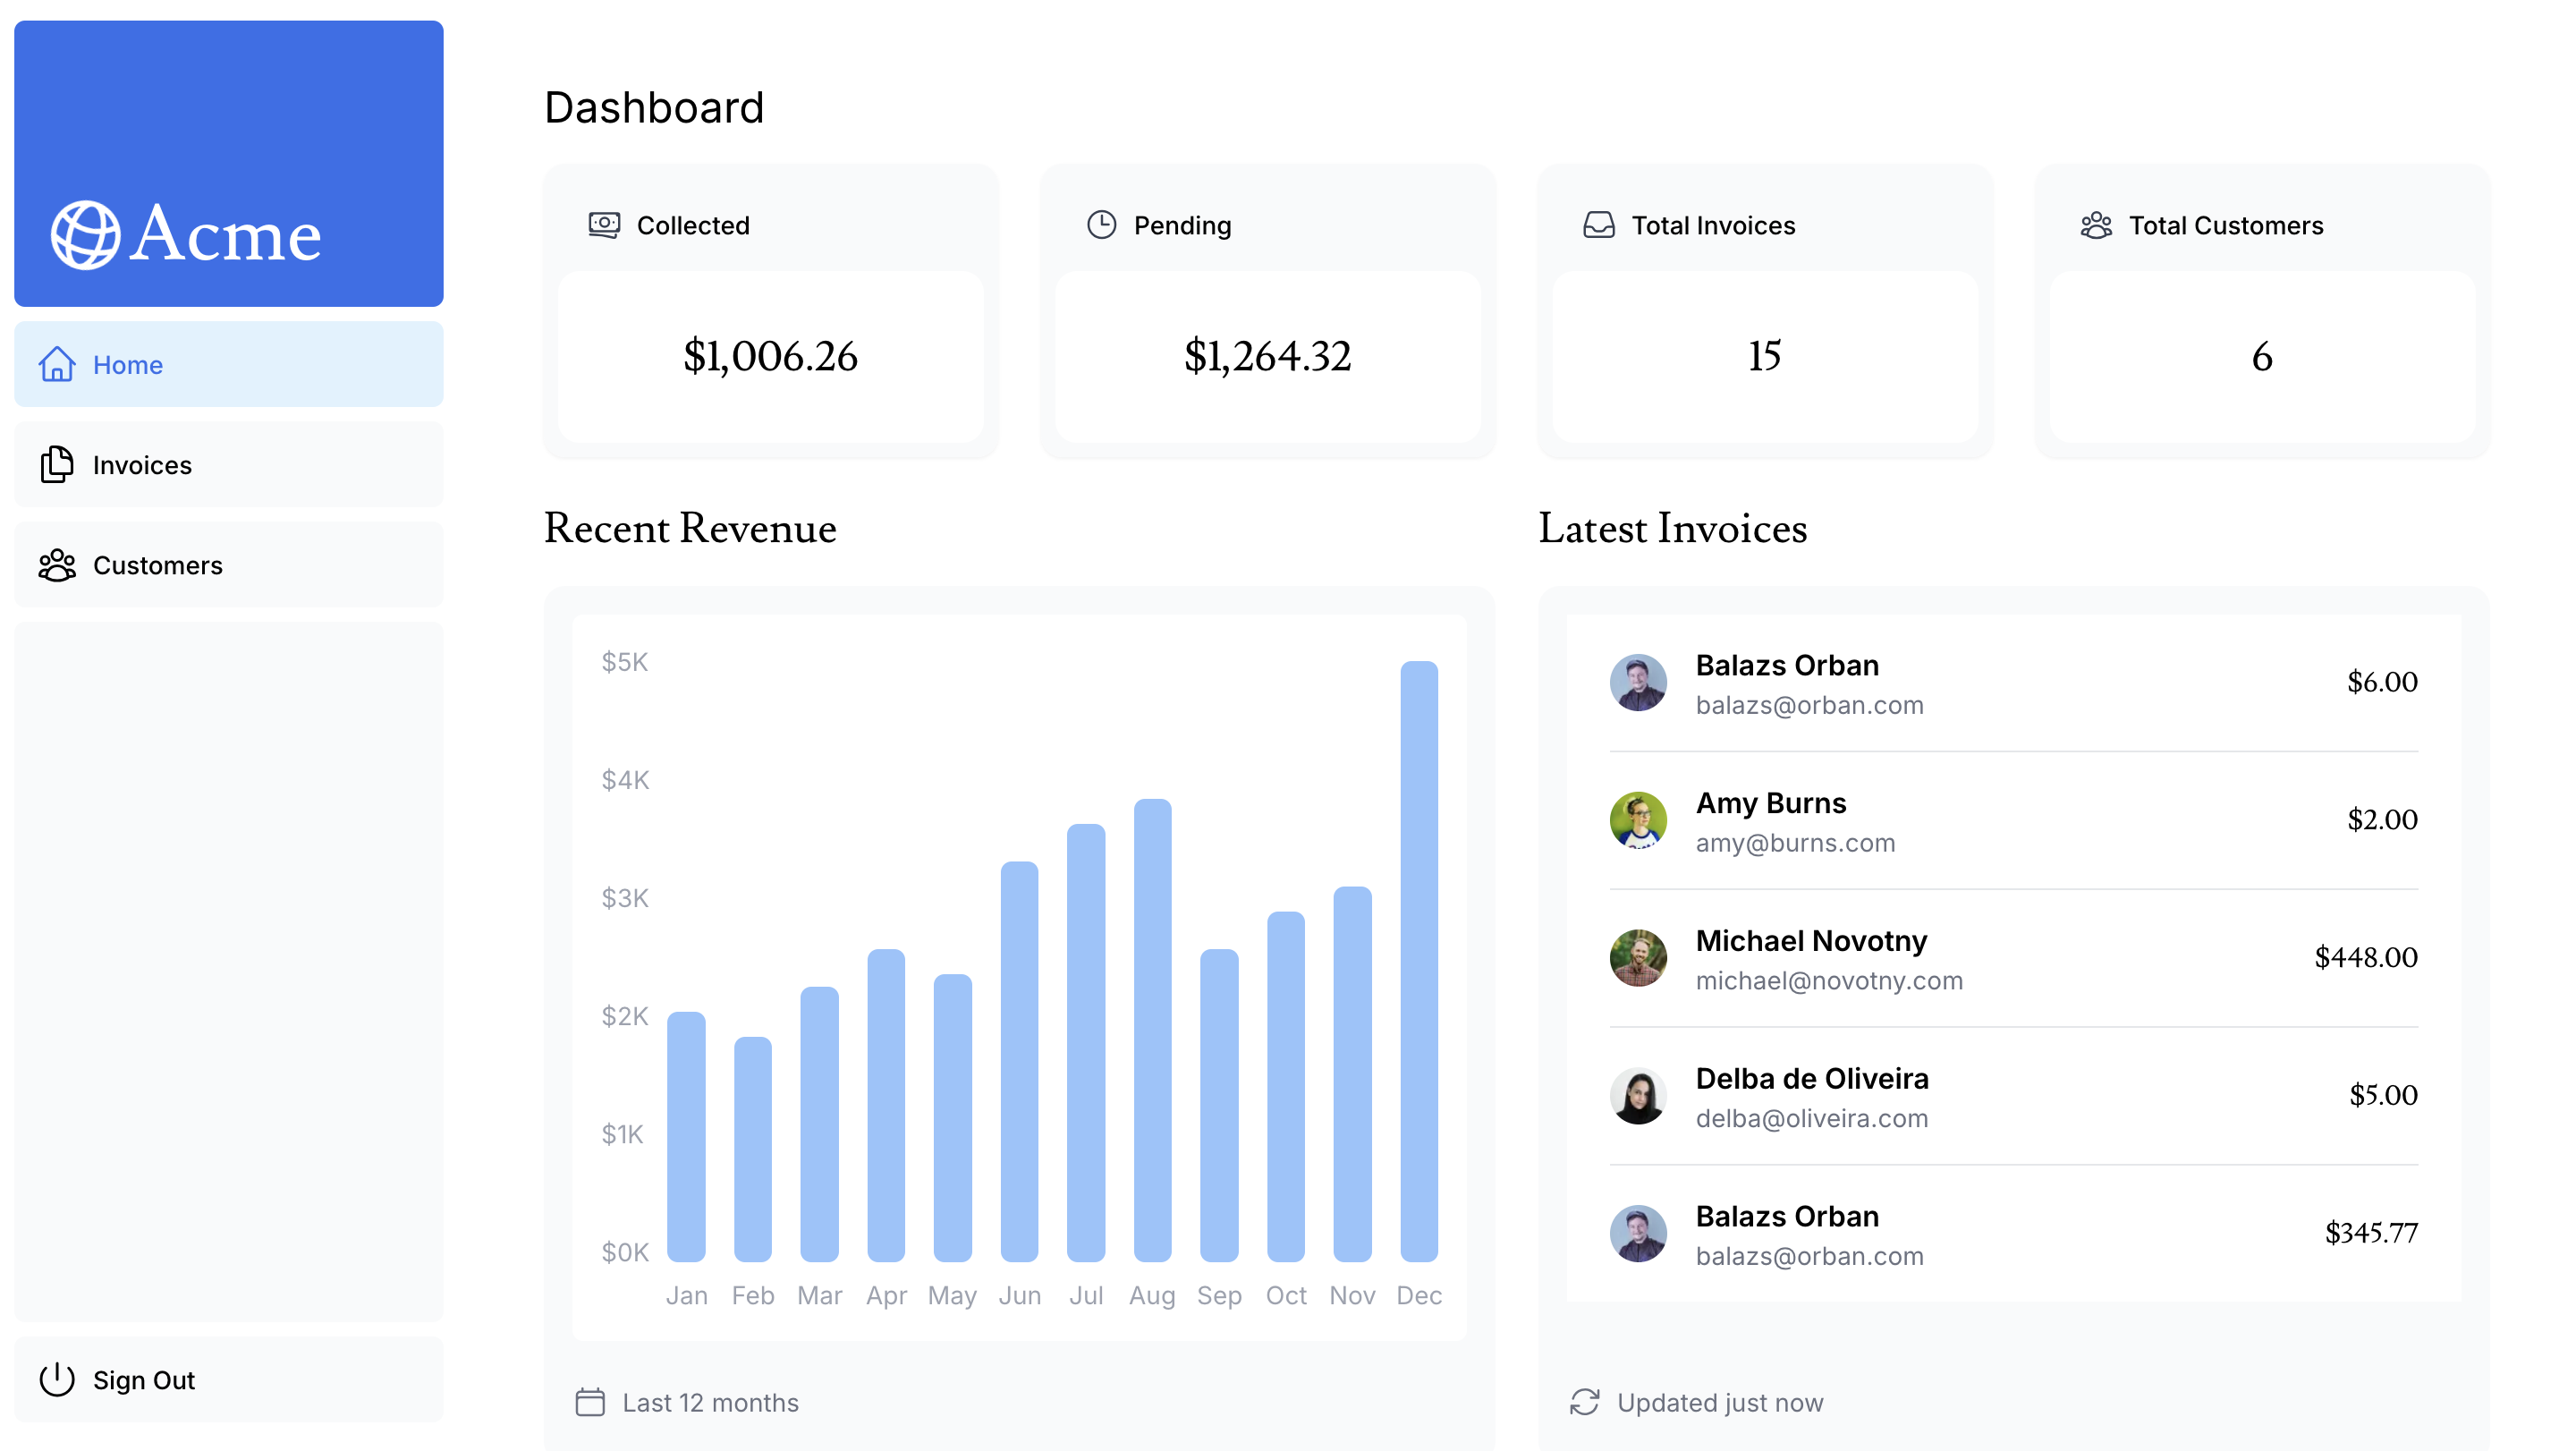 Acme
Home
Invoices
Customers
Sign Out
Dashboard
Collected
$1,006.26
Pending
$1,264.32
Total Invoices
15
Total Customers
6
Recent Revenue
$5K
$4K
$3K
$2K
$1K
$0K
Jan Feb Mar Apr May Jun Jul Aug Sep Oct Nov Dec
Last 12 months
Latest Invoices
Balazs Orban
balazs@orban.com
$6.00
Amy Burns
amy@burns.com
$2.00
Michael Novotny
michael@novotny.com
$448.00
Delba de Oliveira
delba@oliveira.com
$5.00
Balazs Orban
balazs@orban.com
$345.77
Updated just now